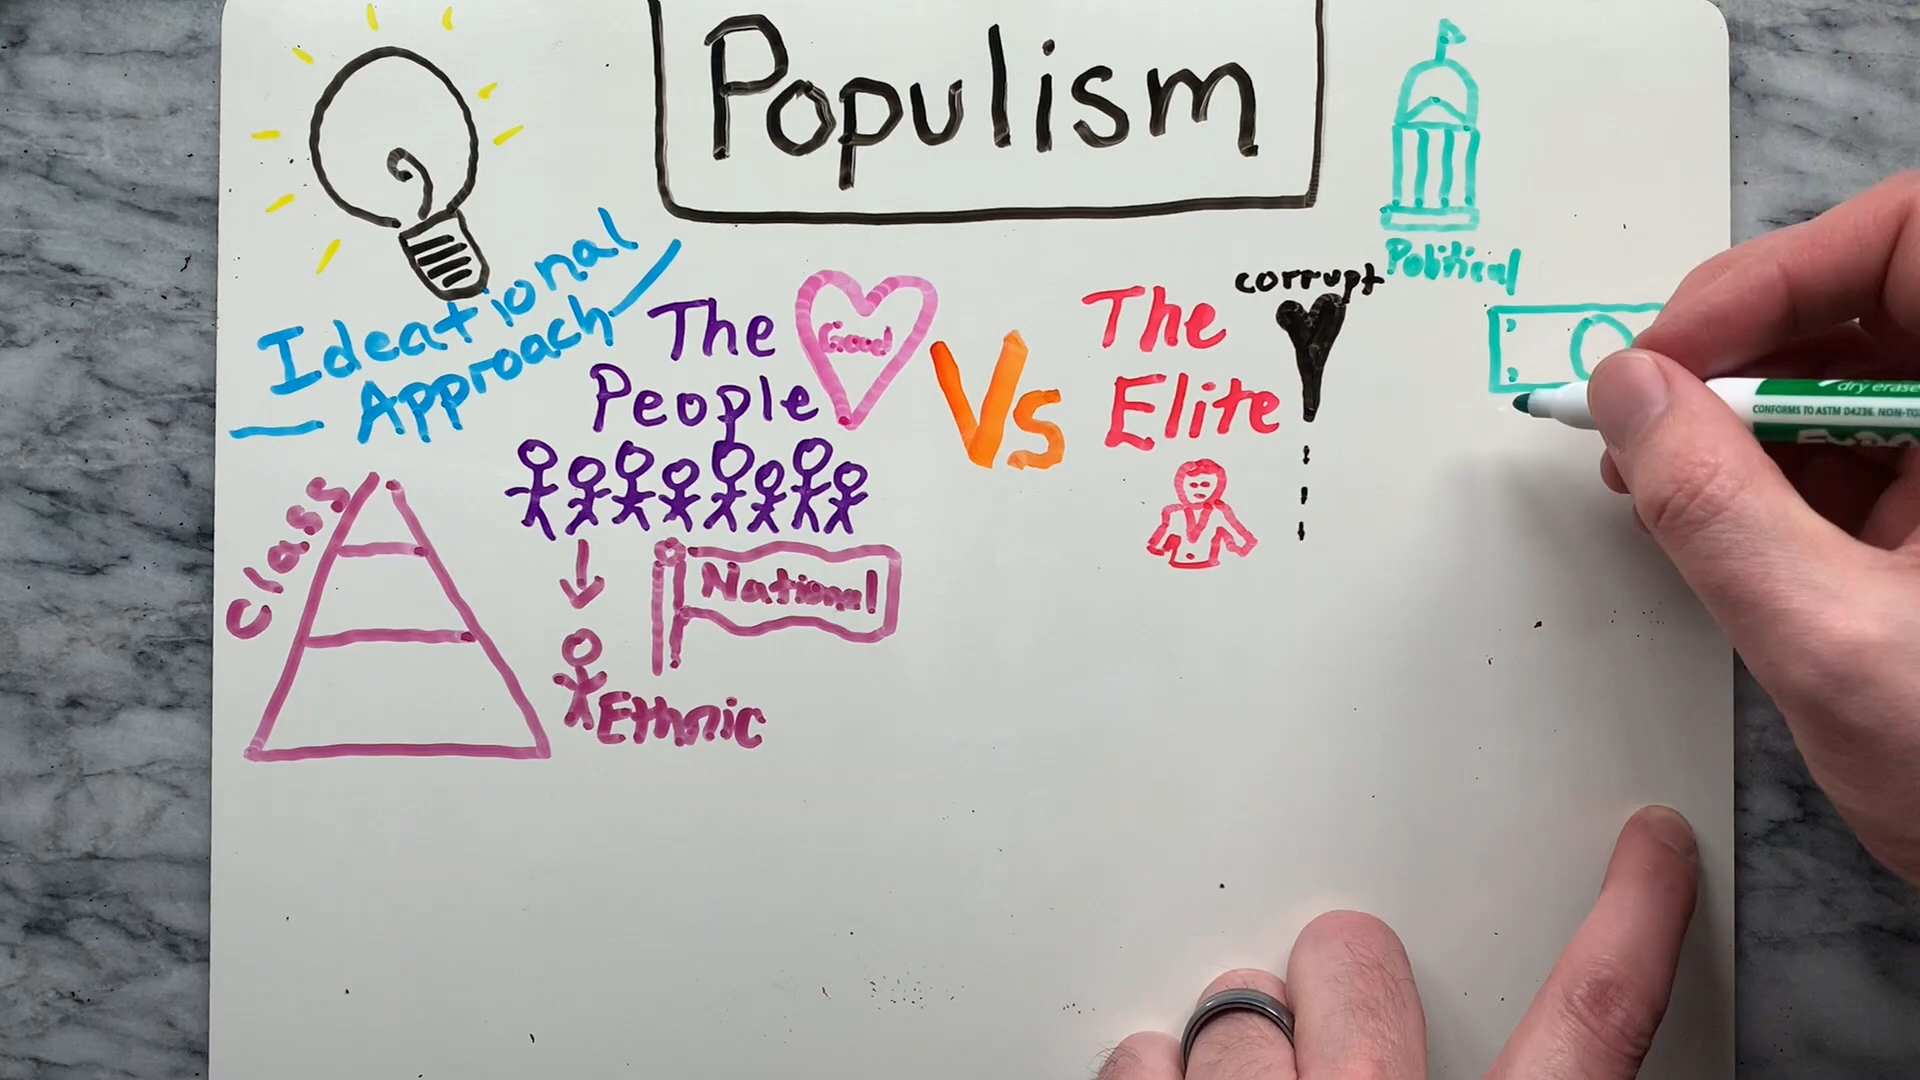 Populism
Ideational
Approach
The
People
Good
Vs
The
Elite
corrupt
Political
Class
National
Ethnic
dry erase
CONFORMS TO ASTM D4236. NON-TO
EXPO